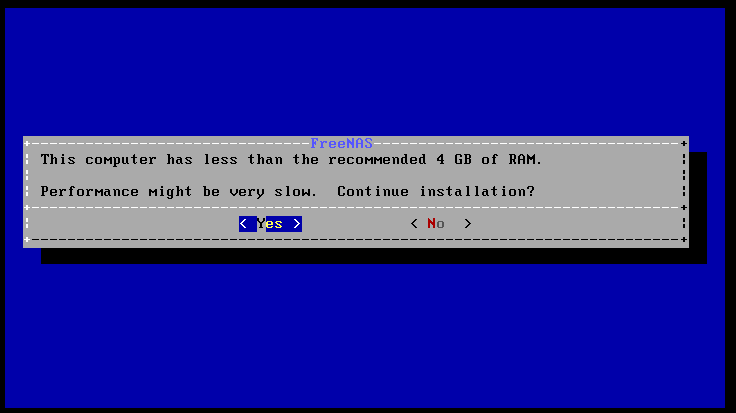 FreeNAS
This computer has less than the recommended 4 GB of RAM.
Performance might be very slow.  Continue installation?
< Yes > < No >